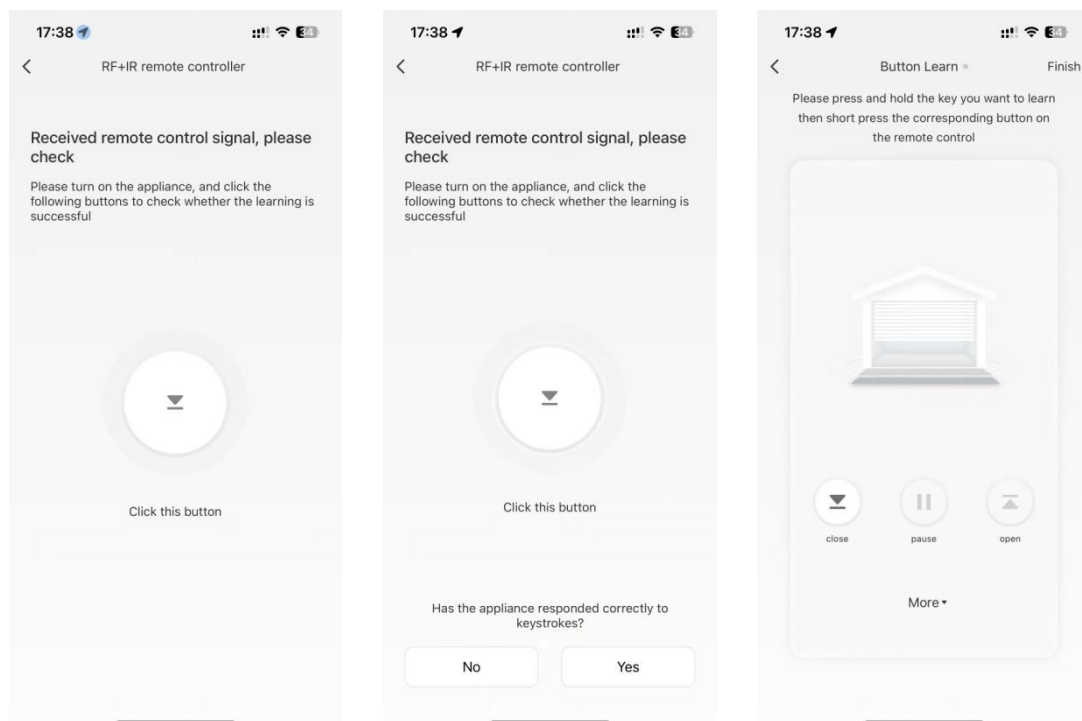 17:38
34
RF+IR remote controller
Received remote control signal, please
check
Please turn on the appliance, and click the
following buttons to check whether the learning is
successful
Click this button
17:38
34
RF+IR remote controller
Received remote control signal, please
check
Please turn on the appliance, and click the
following buttons to check whether the learning is
successful
Click this button
Has the appliance responded correctly to
keystrokes?
No Yes
17:38
34
Button Learn Finish
Please press and hold the key you want to learn
then short press the corresponding button on
the remote control
close pause open
More